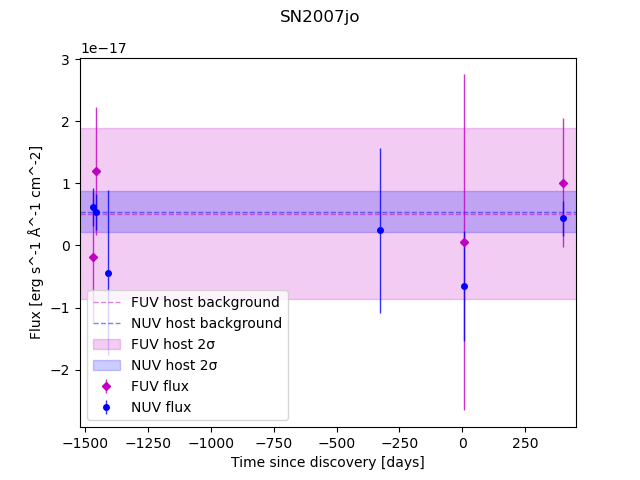 SN2007jo
1e−17
3
2
1
0
−1
−2
Flux [erg s^-1 Å^-1 cm^-2]
FUV host background
NUV host background
FUV host 2σ
NUV host 2σ
FUV flux
NUV flux
−1500 −1250 −1000 −750 −500 −250 0 250
Time since discovery [days]